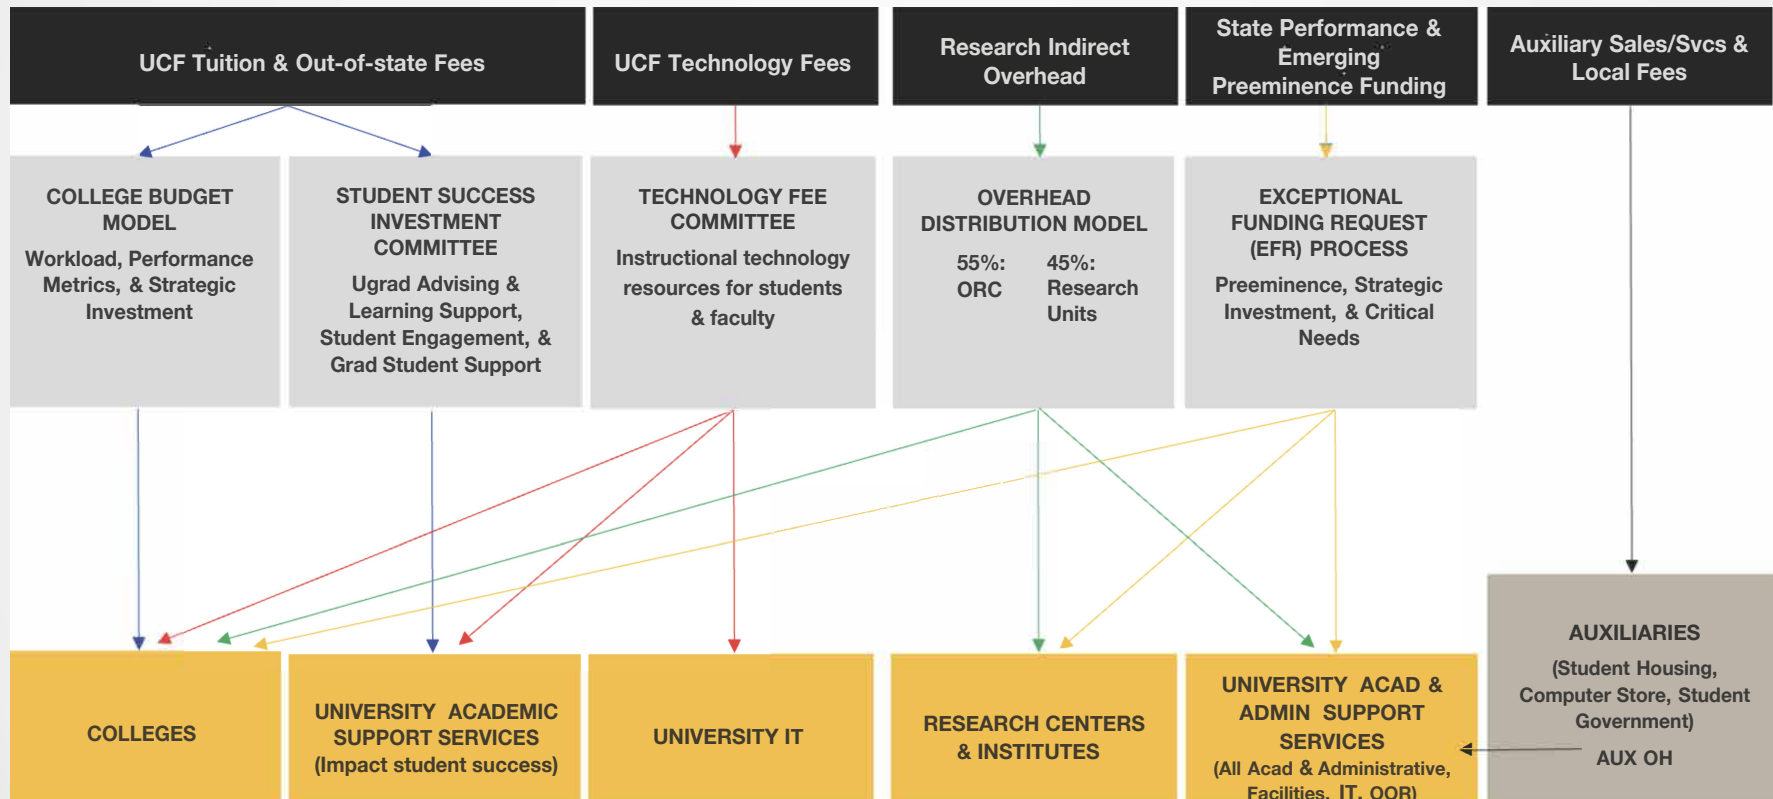 UCF Tuition & Out-of-state Fees
UCF Technology Fees
Research Indirect
Overhead
State Performance &
Emerging
Preeminence Funding
Auxiliary Sales/Svcs &
Local Fees
COLLEGE BUDGET
MODEL
Workload, Performance
Metrics, & Strategic
Investment
STUDENT SUCCESS
INVESTMENT
COMMITTEE
Ugrad Advising &
Learning Support,
Student Engagement, &
Grad Student Support
TECHNOLOGY FEE
COMMITTEE
Instructional technology
resources for students
& faculty
OVERHEAD
DISTRIBUTION MODEL
55%:
ORC
45%:
Research
Units
EXCEPTIONAL
FUNDING REQUEST
(EFR) PROCESS
Preeminence, Strategic
Investment, & Critical
Needs
COLLEGES
UNIVERSITY ACADEMIC
SUPPORT SERVICES
(Impact student success)
UNIVERSITY IT
RESEARCH CENTERS
& INSTITUTES
UNIVERSITY ACAD &
ADMIN SUPPORT
SERVICES
(All Acad & Administrative,
Facilities, IT, OOR)
AUXILIARIES
(Student Housing,
Computer Store, Student
Government)
AUX OH